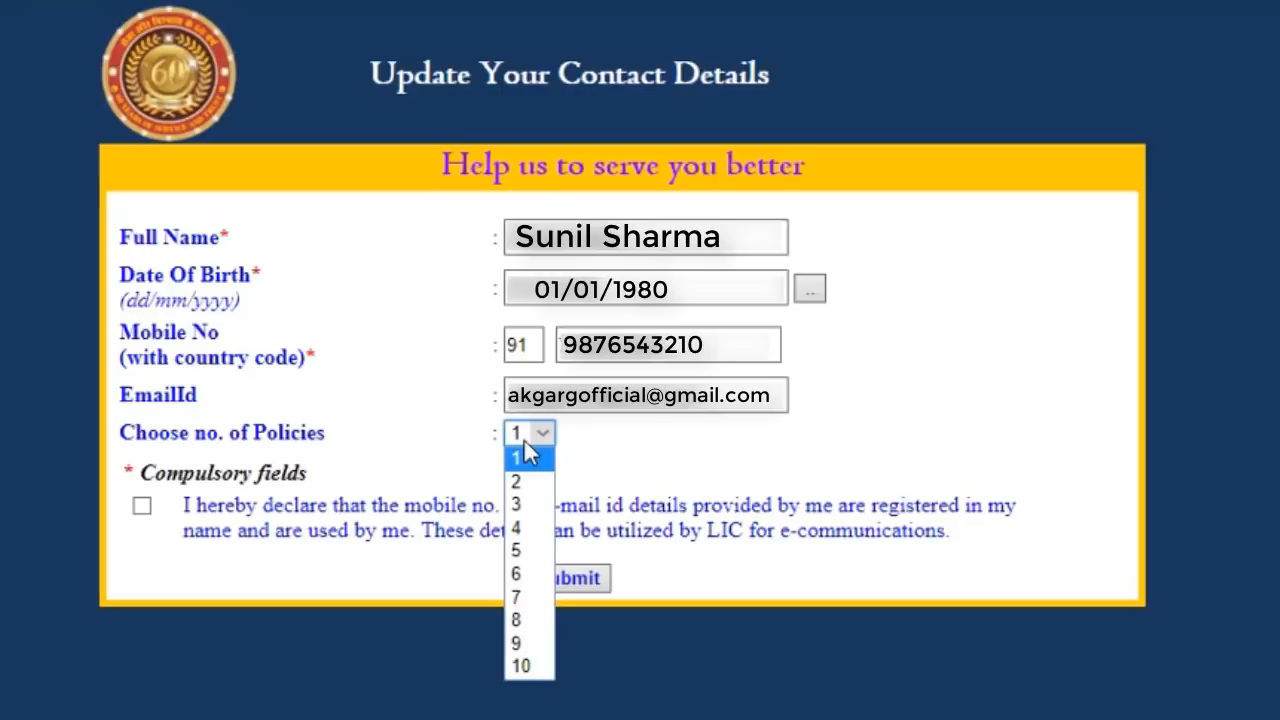 60
Update Your Contact Details
Help us to serve you better
Full Name* : Sunil Sharma
Date Of Birth* : 01/01/1980 ...
(dd/mm/yyyy)
Mobile No
(with country code)* : 91 9876543210
EmailId : akgargofficial@gmail.com
Choose no. of Policies : 1
1
2
3
4
5
6
7
8
9
10
* Compulsory fields
I hereby declare that the mobile no. -mail id details provided by me are registered in my
name and are used by me. These det an be utilized by LIC for e-communications.
ubmit